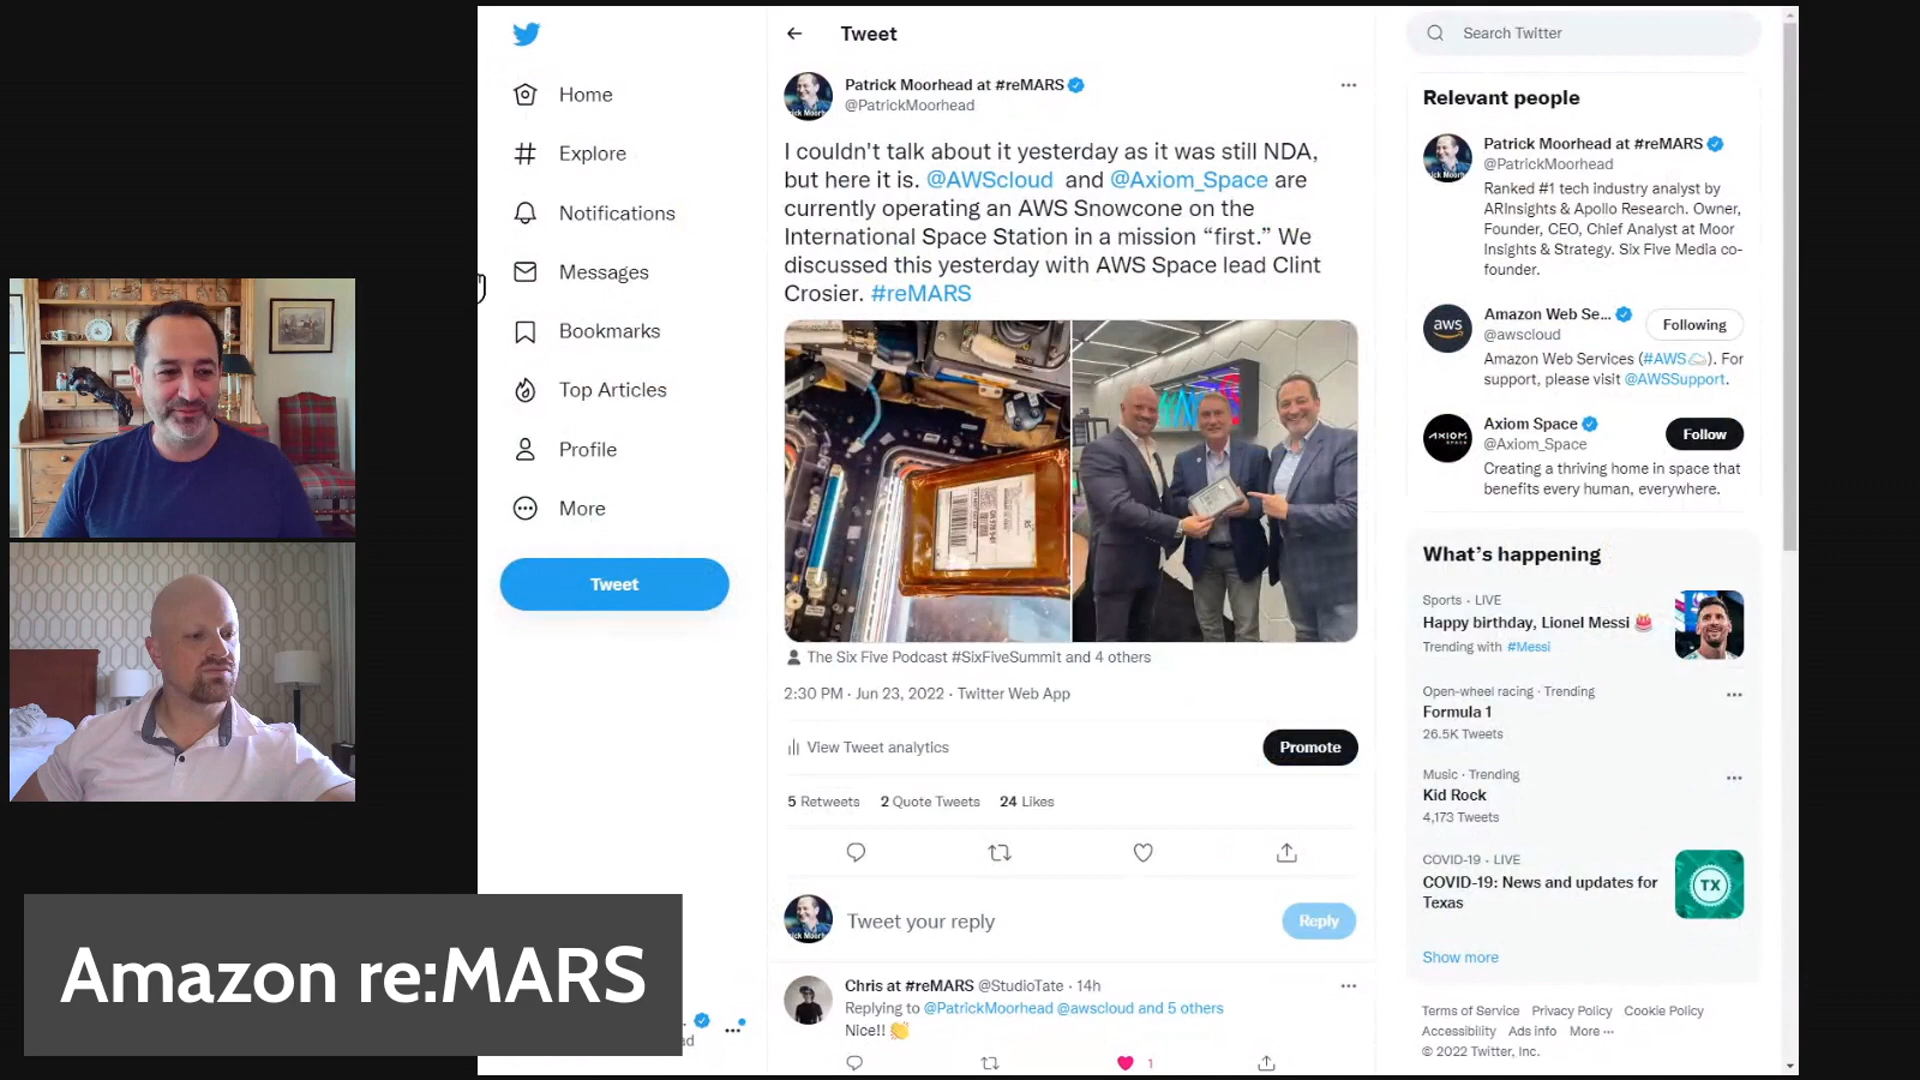 Home
Explore
Notifications
Messages
Bookmarks
Top Articles
Profile
More
Tweet
Tweet
Patrick Moorhead at #reMARS
@PatrickMoorhead
I couldn't talk about it yesterday as it was still NDA,
but here it is. @AWScloud and @Axiom_Space are
currently operating an AWS Snowcone on the
International Space Station in a mission “first.” We
discussed this yesterday with AWS Space lead Clint
Crosier. #reMARS
The Six Five Podcast #SixFiveSummit and 4 others
2:30 PM · Jun 23, 2022 · Twitter Web App
View Tweet analytics
Promote
5 Retweets 2 Quote Tweets 24 Likes
Tweet your reply
Reply
Chris at #reMARS @StudioTate · 14h
Replying to @PatrickMoorhead @awscloud and 5 others
Nice!! 👏
1
Search Twitter
Relevant people
Patrick Moorhead at #reMARS
@PatrickMoorhead
Ranked #1 tech industry analyst by
ARInsights & Apollo Research. Owner,
Founder, CEO, Chief Analyst at Moor
Insights & Strategy. Six Five Media co-
founder.
aws
Amazon Web Se...
@awscloud
Following
Amazon Web Services (#AWS). For
support, please visit @AWSSupport.
AXIOM
SPACE
Axiom Space
@Axiom_Space
Follow
Creating a thriving home in space that
benefits every human, everywhere.
What's happening
Sports · LIVE
Happy birthday, Lionel Messi 🎂
Trending with #Messi
Open-wheel racing · Trending
Formula 1
26.5K Tweets
Music · Trending
Kid Rock
4,173 Tweets
COVID-19 · LIVE
COVID-19: News and updates for
Texas
TX
Show more
Terms of Service Privacy Policy Cookie Policy
Accessibility Ads info More ···
© 2022 Twitter, Inc.
Amazon re:MARS